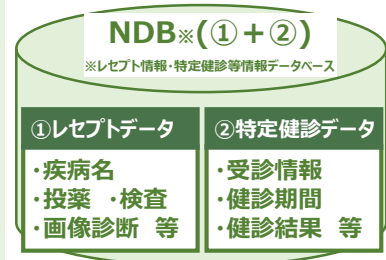 NDB※(①+②)
※レセプト情報・特定健診等情報データベース
①レセプトデータ
・疾病名
・投薬 ・検査
・画像診断 等
②特定健診データ
・受診情報
・健診期間
・健診結果 等